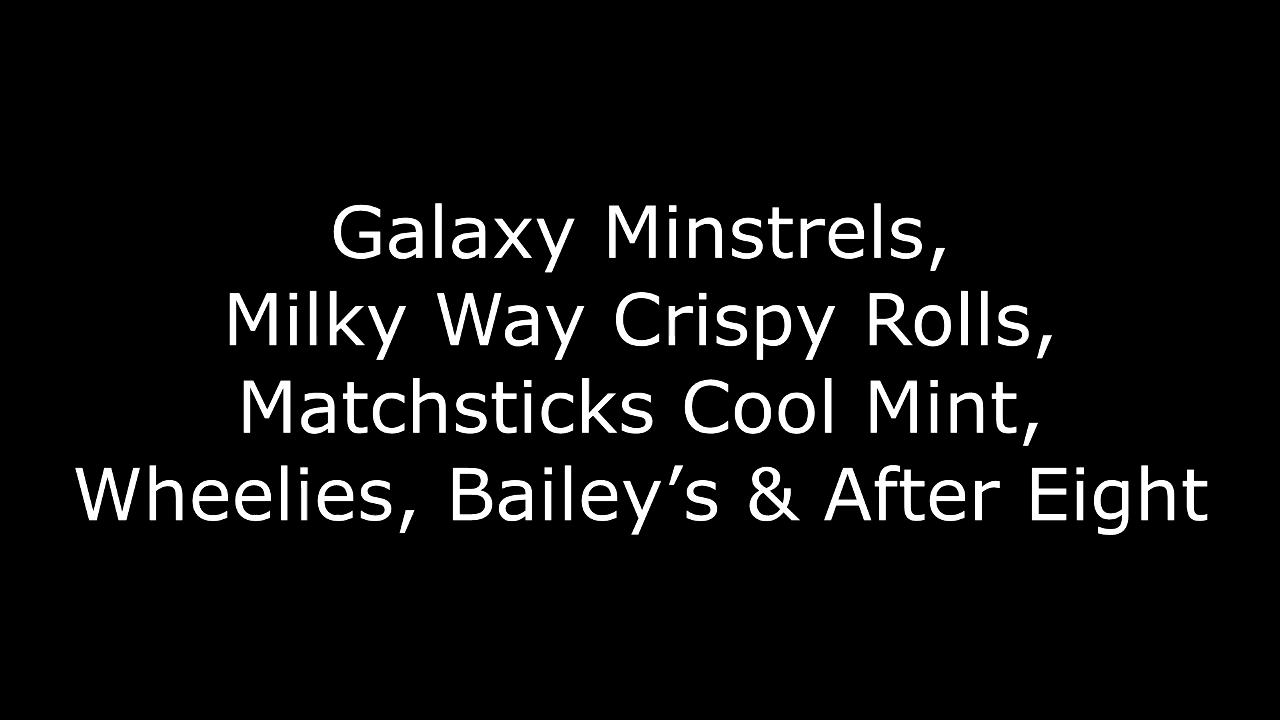 Galaxy Minstrels,
Milky Way Crispy Rolls,
Matchsticks Cool Mint,
Wheelies, Bailey’s & After Eight